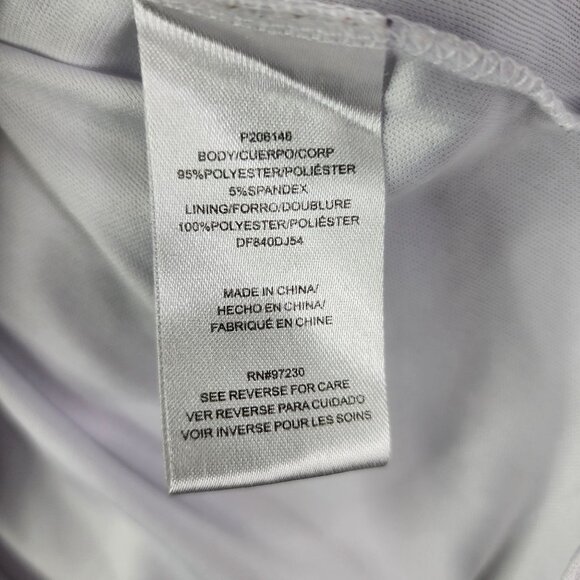 P206146
BODY/CUERPO/CORP
95%POLYESTER/POLIÉSTER
5%SPANDEX
LINING/FORRO/DOUBLURE
100%POLYESTER/POLIÉSTER
DF840DJ54
MADE IN CHINA/
HECHO EN CHINA/
FABRIQUÉ EN CHINE
RN#97230
SEE REVERSE FOR CARE
VER REVERSE PARA CUIDADO
VOIR INVERSE POUR LES SOINS